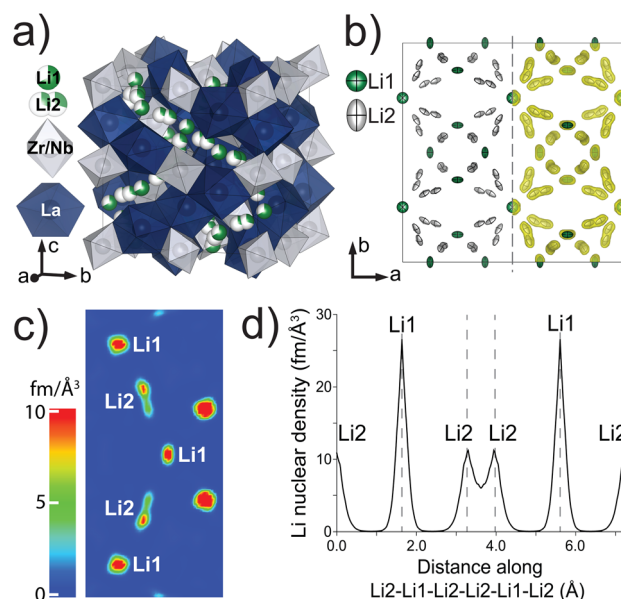 a)
Li1
Li2
Zr/Nb
La
c
a
b
b)
Li1
Li2
b
a
c)
fm/Å³
10
5
0
Li1
Li2
Li1
Li2
Li1
d)
Li nuclear density (fm/Å³)
30
20
10
0
Li1
Li1
Li2
Li2
Li2
Li2
0.0
2.0
4.0
6.0
Distance along
Li2-Li1-Li2-Li2-Li1-Li2 (Å)